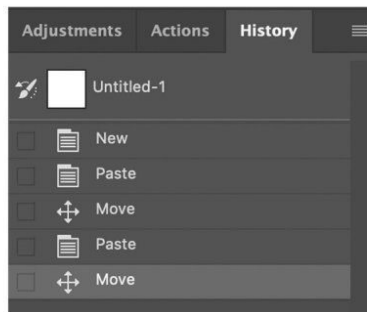 Adjustments Actions History
Untitled-1
New
Paste
Move
Paste
Move